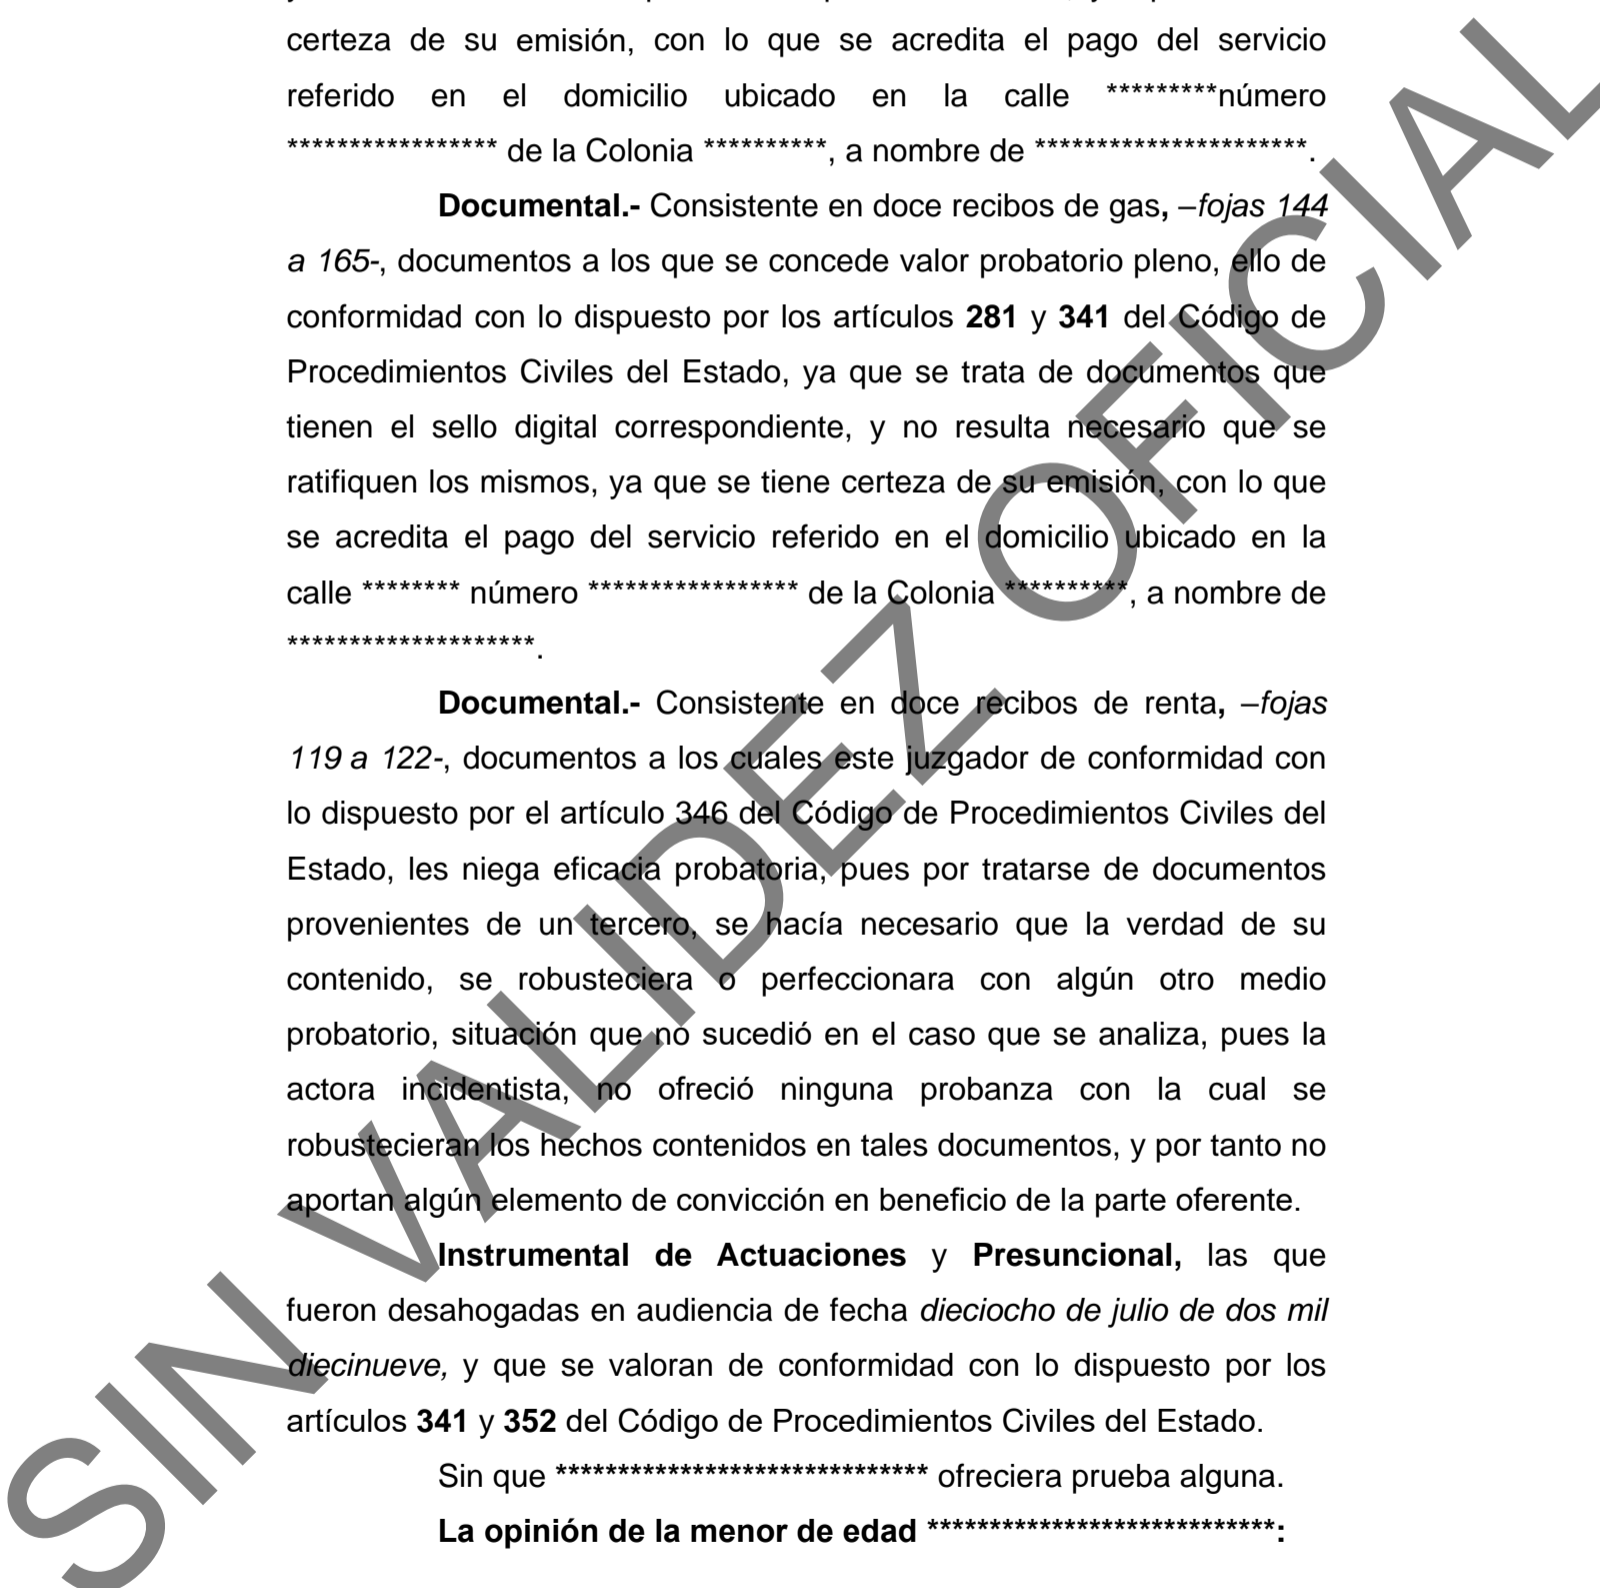 certeza de su emisión, con lo que se acredita el pago del servicio
referido en el domicilio ubicado en la calle *********número
***************** de la Colonia **********, a nombre de **********************.
Documental.- Consistente en doce recibos de gas, –fojas 144
a 165-, documentos a los que se concede valor probatorio pleno, ello de
conformidad con lo dispuesto por los artículos 281 y 341 del Código de
Procedimientos Civiles del Estado, ya que se trata de documentos que
tienen el sello digital correspondiente, y no resulta necesario que se
ratifiquen los mismos, ya que se tiene certeza de su emisión, con lo que
se acredita el pago del servicio referido en el domicilio ubicado en la
calle ******** número ***************** de la Colonia **********, a nombre de
********************.
Documental.- Consistente en doce recibos de renta, –fojas
119 a 122-, documentos a los cuales este juzgador de conformidad con
lo dispuesto por el artículo 346 del Código de Procedimientos Civiles del
Estado, les niega eficacia probatoria, pues por tratarse de documentos
provenientes de un tercero, se hacía necesario que la verdad de su
contenido, se robusteciera o perfeccionara con algún otro medio
probatorio, situación que no sucedió en el caso que se analiza, pues la
actora incidentista, no ofreció ninguna probanza con la cual se
robustecieran los hechos contenidos en tales documentos, y por tanto no
aportan algún elemento de convicción en beneficio de la parte oferente.
Instrumental de Actuaciones y Presuncional, las que
fueron desahogadas en audiencia de fecha dieciocho de julio de dos mil
diecinueve, y que se valoran de conformidad con lo dispuesto por los
artículos 341 y 352 del Código de Procedimientos Civiles del Estado.
Sin que ****************************** ofreciera prueba alguna.
La opinión de la menor de edad ****************************:
SIN VALIDEZ OFICIAL